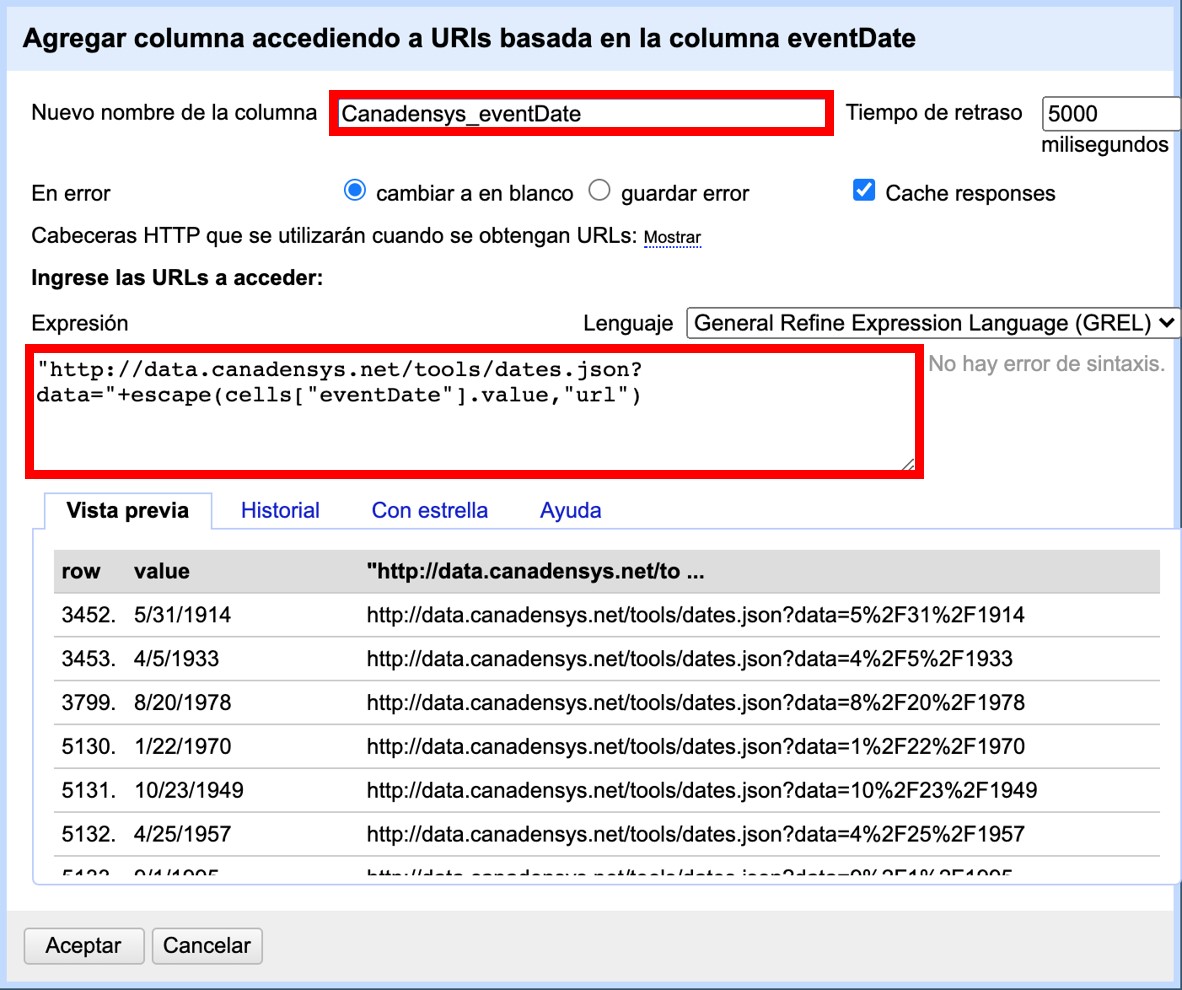 Agregar columna accediendo a URIs basada en la columna eventDate
Nuevo nombre de la columna Canadensys_eventDate Tiempo de retraso 5000
milisegundos
En error cambiar a en blanco guardar error Cache responses
Cabeceras HTTP que se utilizarán cuando se obtengan URLs: Mostrar
Ingrese las URLs a acceder:
Expresión Lenguaje General Refine Expression Language (GREL)
"http://data.canadensys.net/tools/dates.json? No hay error de sintaxis.
data="+escape(cells["eventDate"].value,"url")
Vista previa Historial Con estrella Ayuda
row value "http://data.canadensys.net/to ...
3452. 5/31/1914 http://data.canadensys.net/tools/dates.json?data=5%2F31%2F1914
3453. 4/5/1933 http://data.canadensys.net/tools/dates.json?data=4%2F5%2F1933
3799. 8/20/1978 http://data.canadensys.net/tools/dates.json?data=8%2F20%2F1978
5130. 1/22/1970 http://data.canadensys.net/tools/dates.json?data=1%2F22%2F1970
5131. 10/23/1949 http://data.canadensys.net/tools/dates.json?data=10%2F23%2F1949
5132. 4/25/1957 http://data.canadensys.net/tools/dates.json?data=4%2F25%2F1957
Aceptar Cancelar